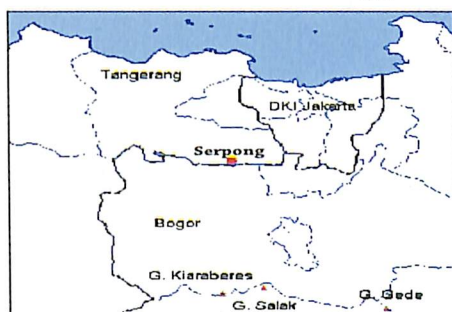 Tangerang
DKI Jakarta
Serpong
Bogor
G. Kiaraberes
G. Salak
G. Gede